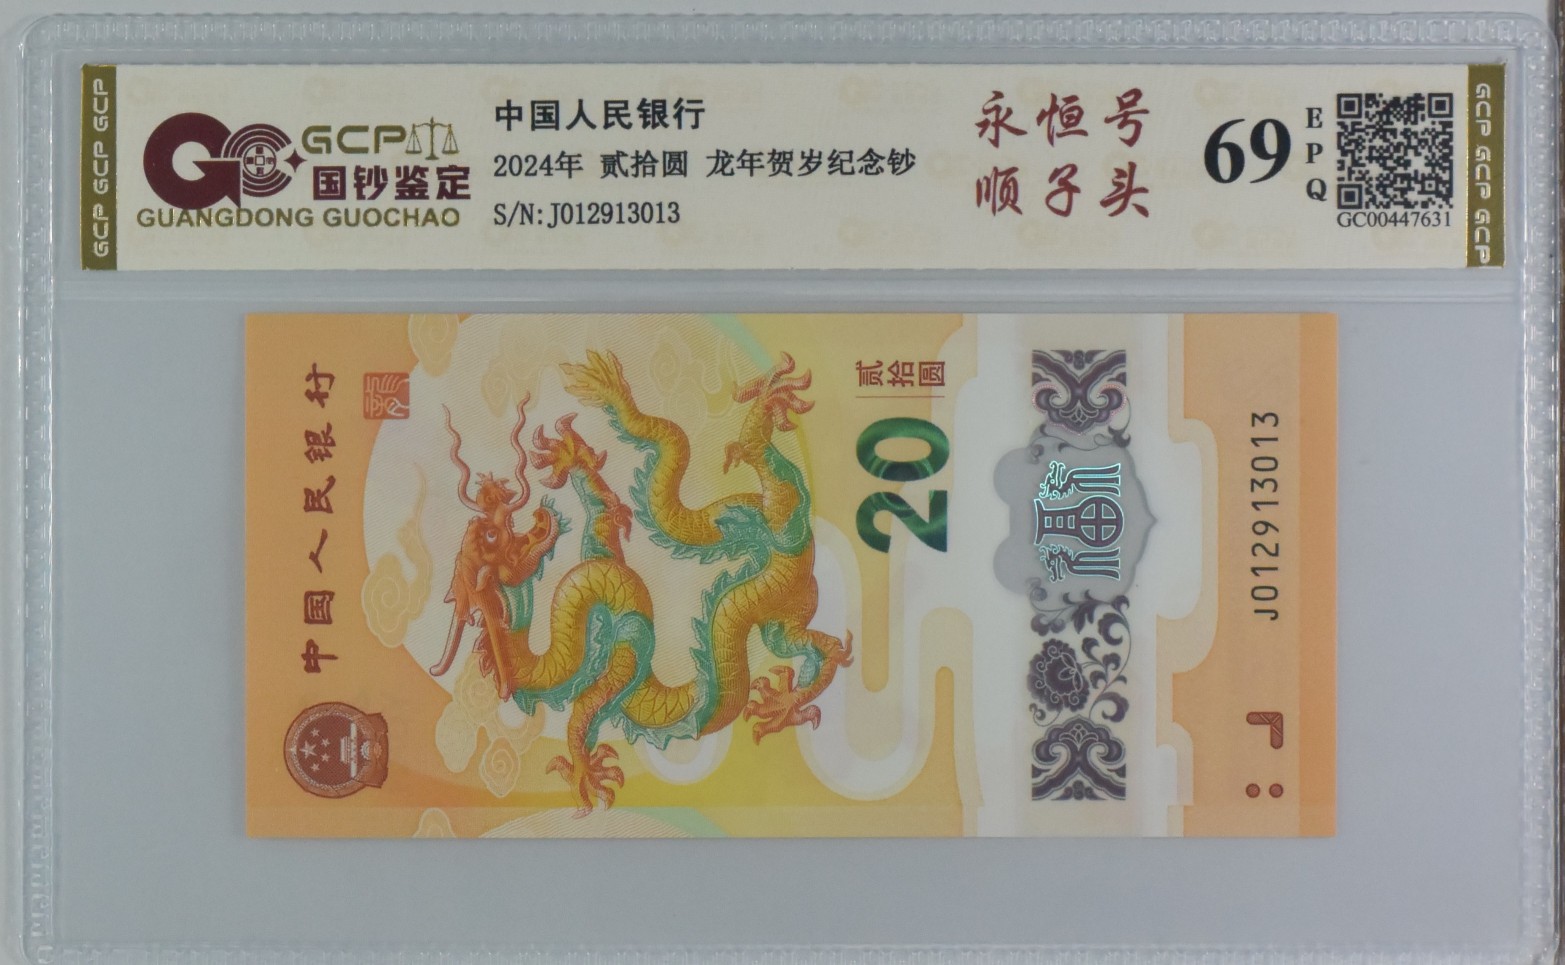 GCP GCP GCP
GCP
国钞鉴定
GUANGDONG GUOCHAO
中国人民银行
2024年 贰拾圆 龙年贺岁纪念钞
S/N:J012913013
永恒号
顺子头
69
EPQ
GC00447631
GCP GCP GCP
中国人民银行
贰拾圆
20
J012913013